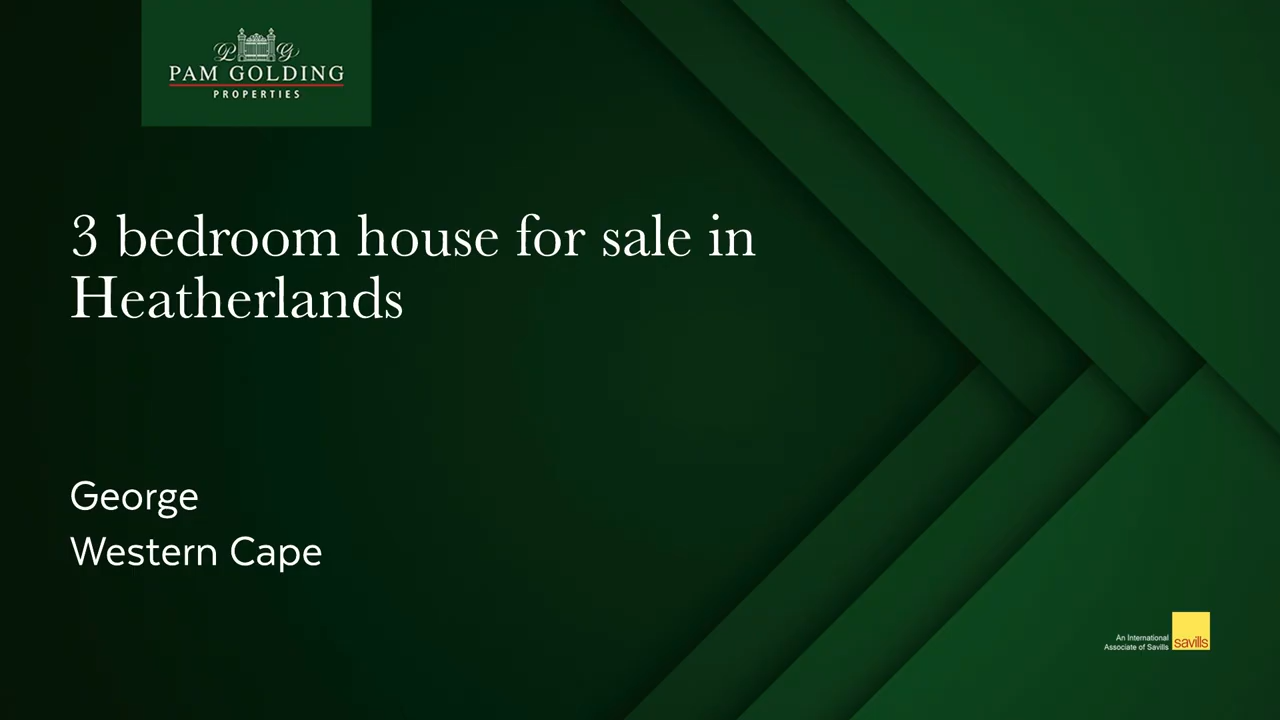 P G
PAM GOLDING
PROPERTIES
3 bedroom house for sale in
Heatherlands
George
Western Cape
An International
Associate of Savills
savills